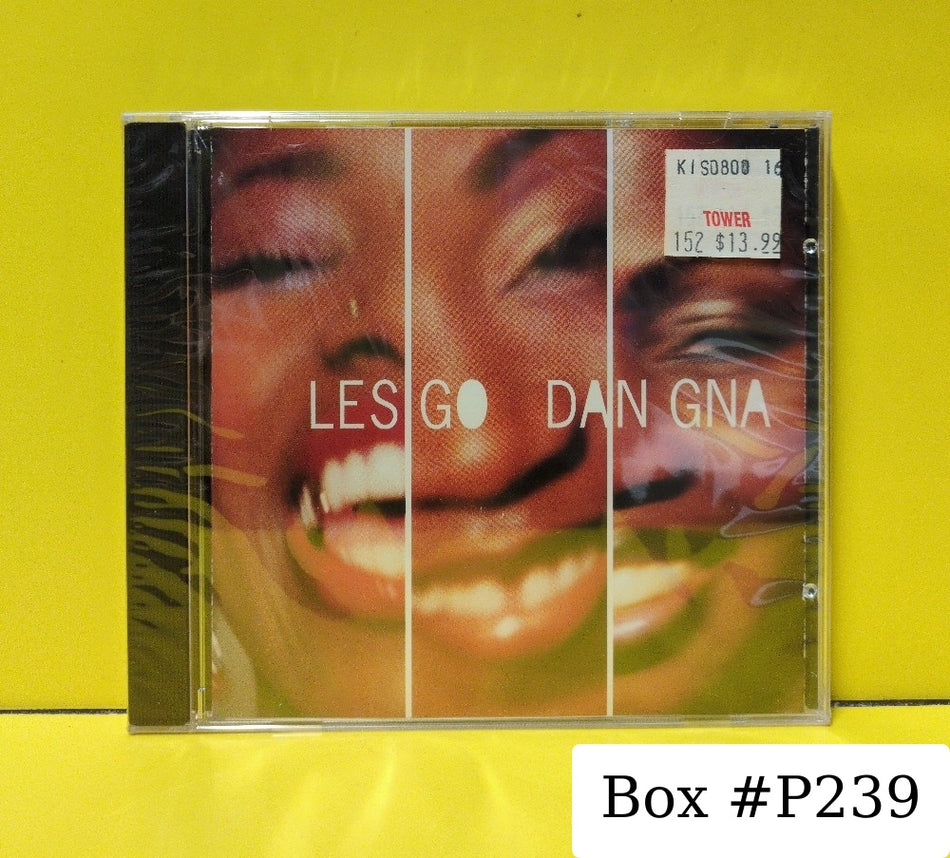 KISD800 16
TOWER
152 $13.99
LES GO DAN GNA
Box #P239